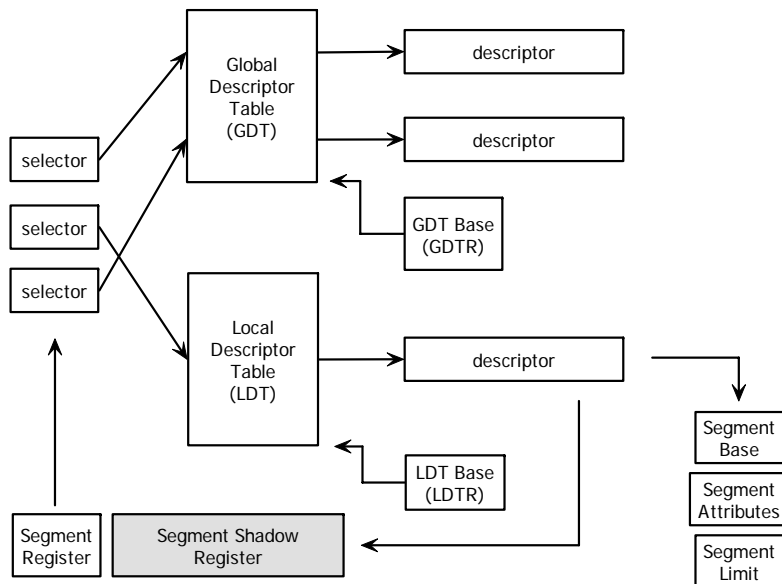 Global
Descriptor
Table
(GDT)
descriptor
descriptor
selector
selector
selector
GDT Base
(GDTR)
Local
Descriptor
Table
(LDT)
descriptor
LDT Base
(LDTR)
Segment
Base
Segment
Attributes
Segment
Limit
Segment
Register
Segment Shadow
Register